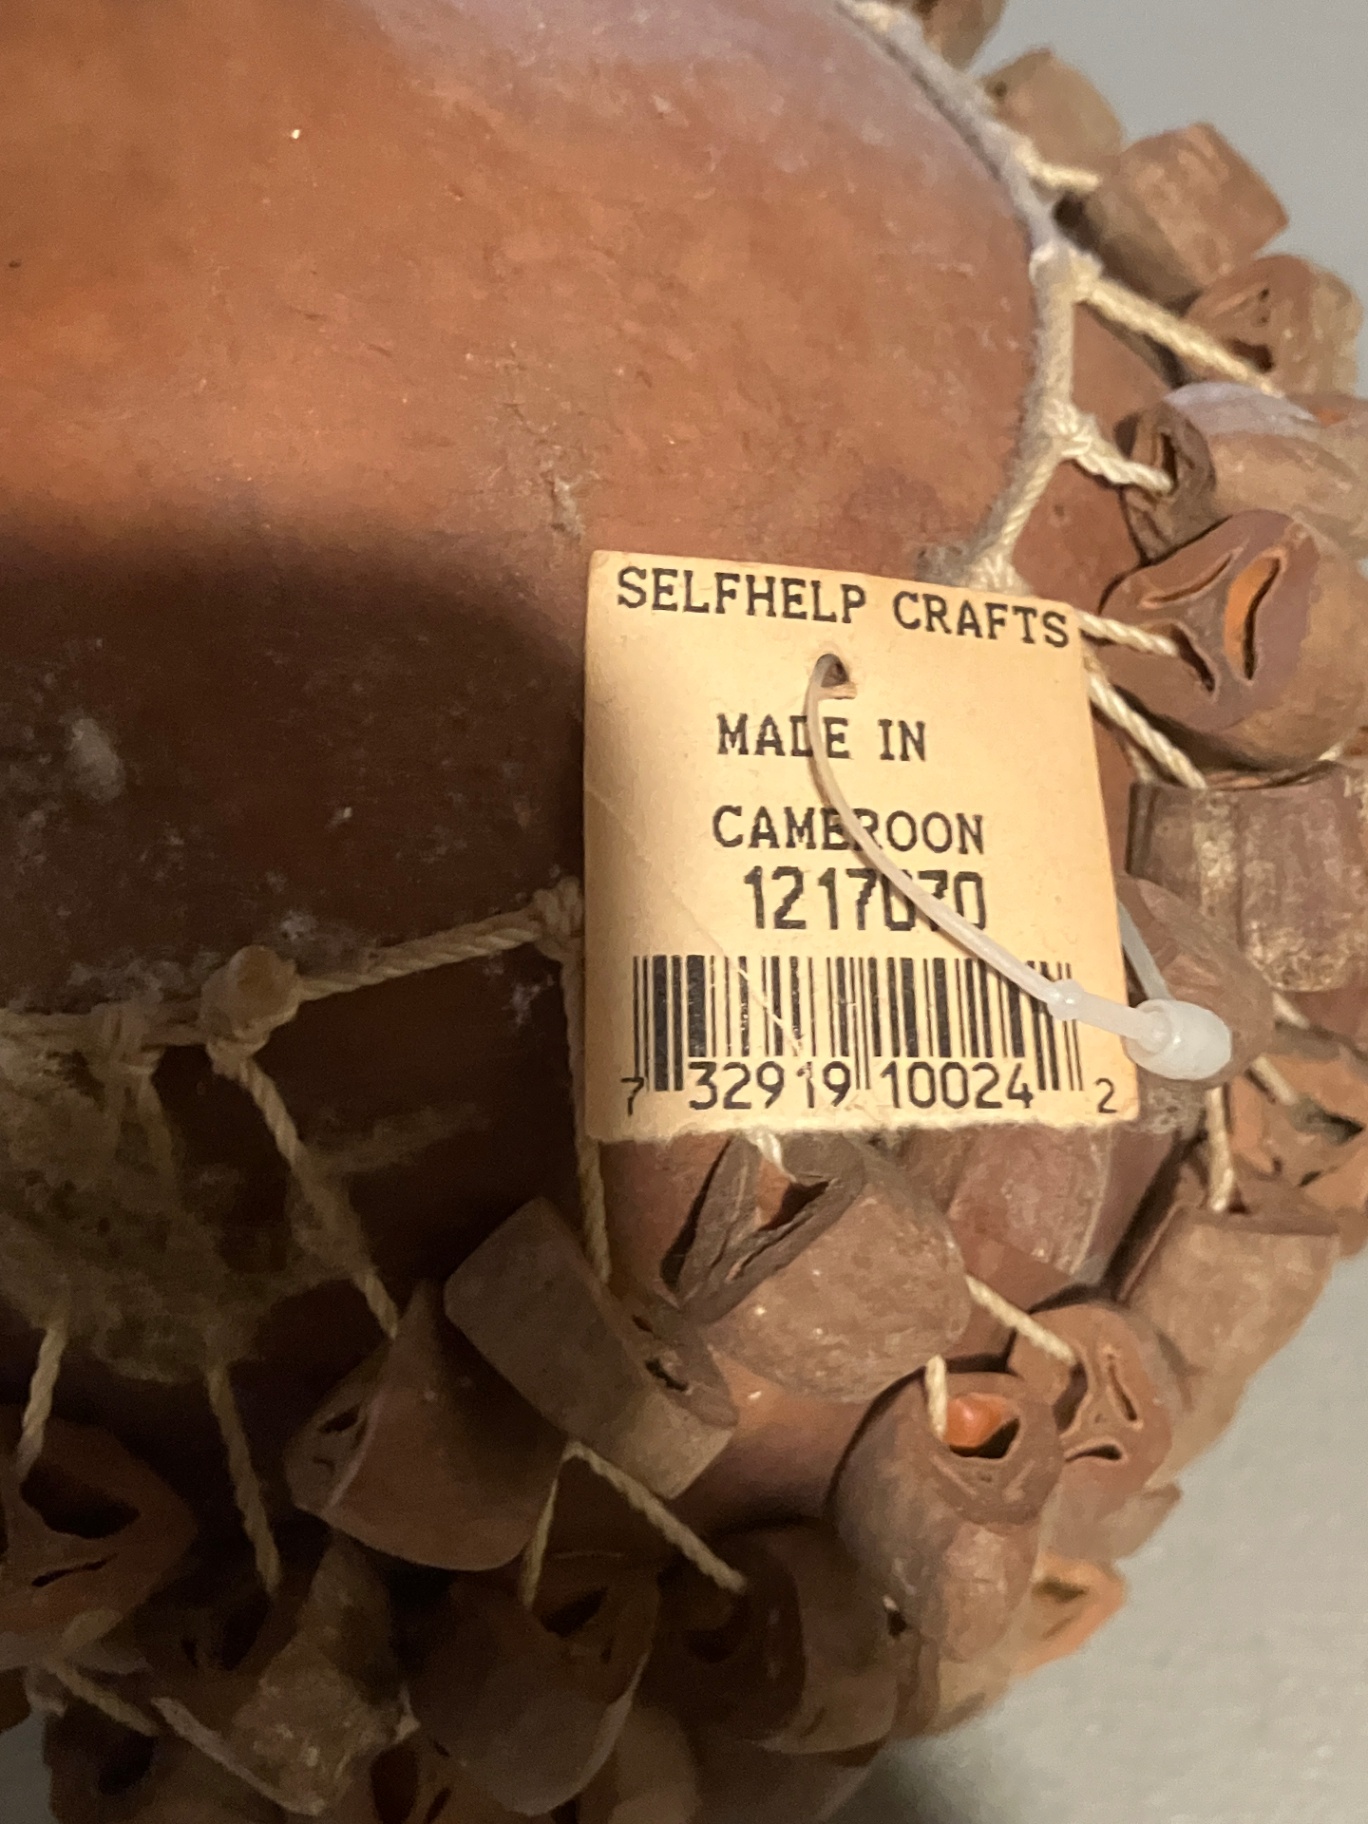 SELFHELP CRAFTS
MADE IN
CAMEROON
1217070
7 32919 10024 2